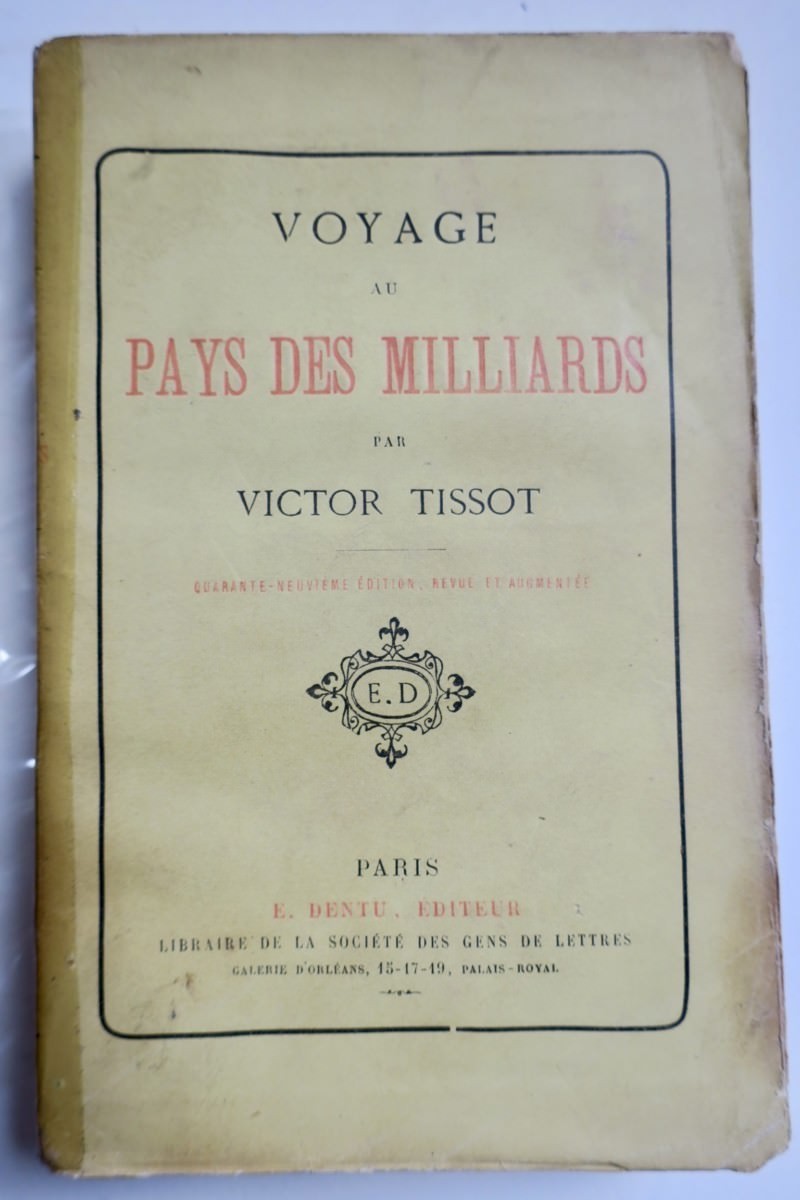 VOYAGE
AU
PAYS DES MILLIARDS
PAR
VICTOR TISSOT
QUARANTE-NEUVIÈME ÉDITION, REVUE ET AUGMENTÉE
E.D
PARIS
E. DENTU, ÉDITEUR
LIBRAIRE DE LA SOCIÉTÉ DES GENS DE LETTRES
GALERIE D'ORLÉANS, 15-17-19, PALAIS-ROYAL